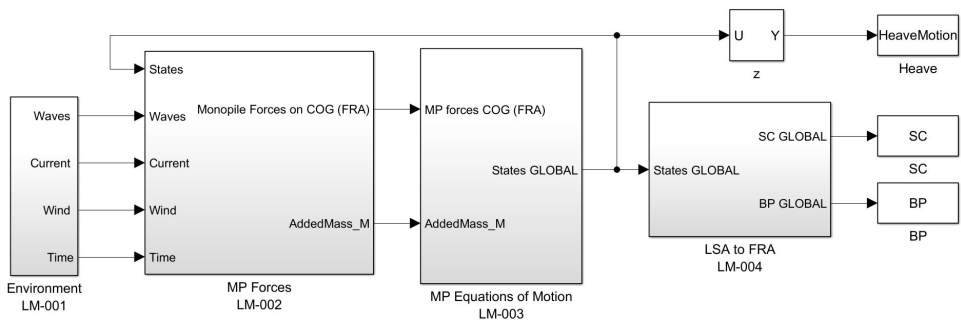 Waves
Current
Wind
Time
Environment
LM-001
States
Waves
Current
Wind
Time
Monopile Forces on COG (FRA)
AddedMass_M
MP Forces
LM-002
MP forces COG (FRA)
AddedMass_M
States GLOBAL
MP Equations of Motion
LM-003
U Y
z
HeaveMotion
Heave
States GLOBAL
SC GLOBAL
BP GLOBAL
LSA to FRA
LM-004
SC
SC
BP
BP